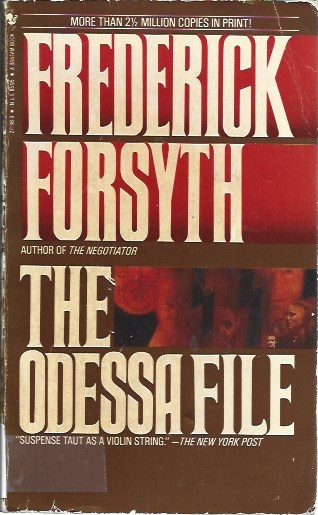 MORE THAN 2½ MILLION COPIES IN PRINT!
FREDERICK
FORSYTH
AUTHOR OF THE NEGOTIATOR
THE
ODESSA FILE
"SUSPENSE TAUT AS A VIOLIN STRING." —THE NEW YORK POST